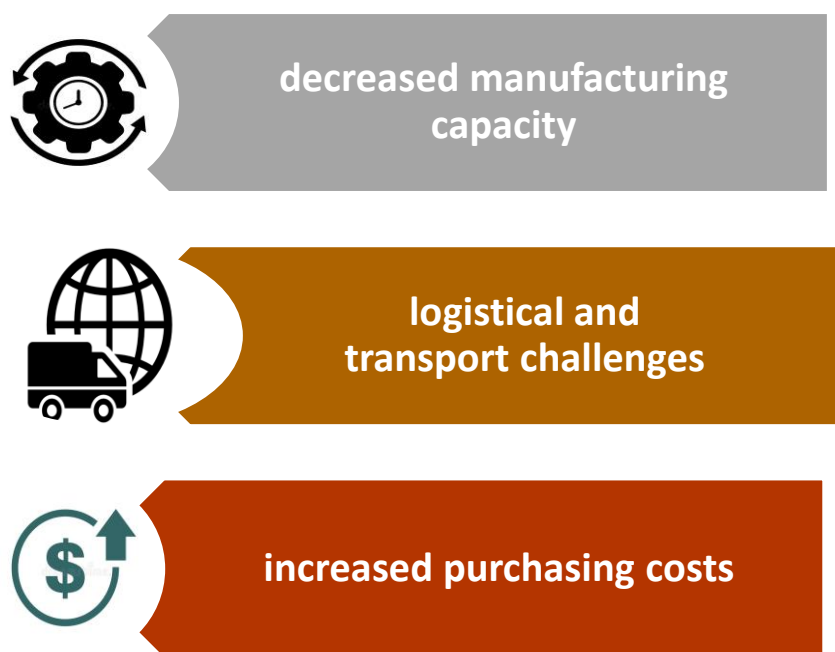 decreased manufacturing
capacity
logistical and
transport challenges
$
increased purchasing costs